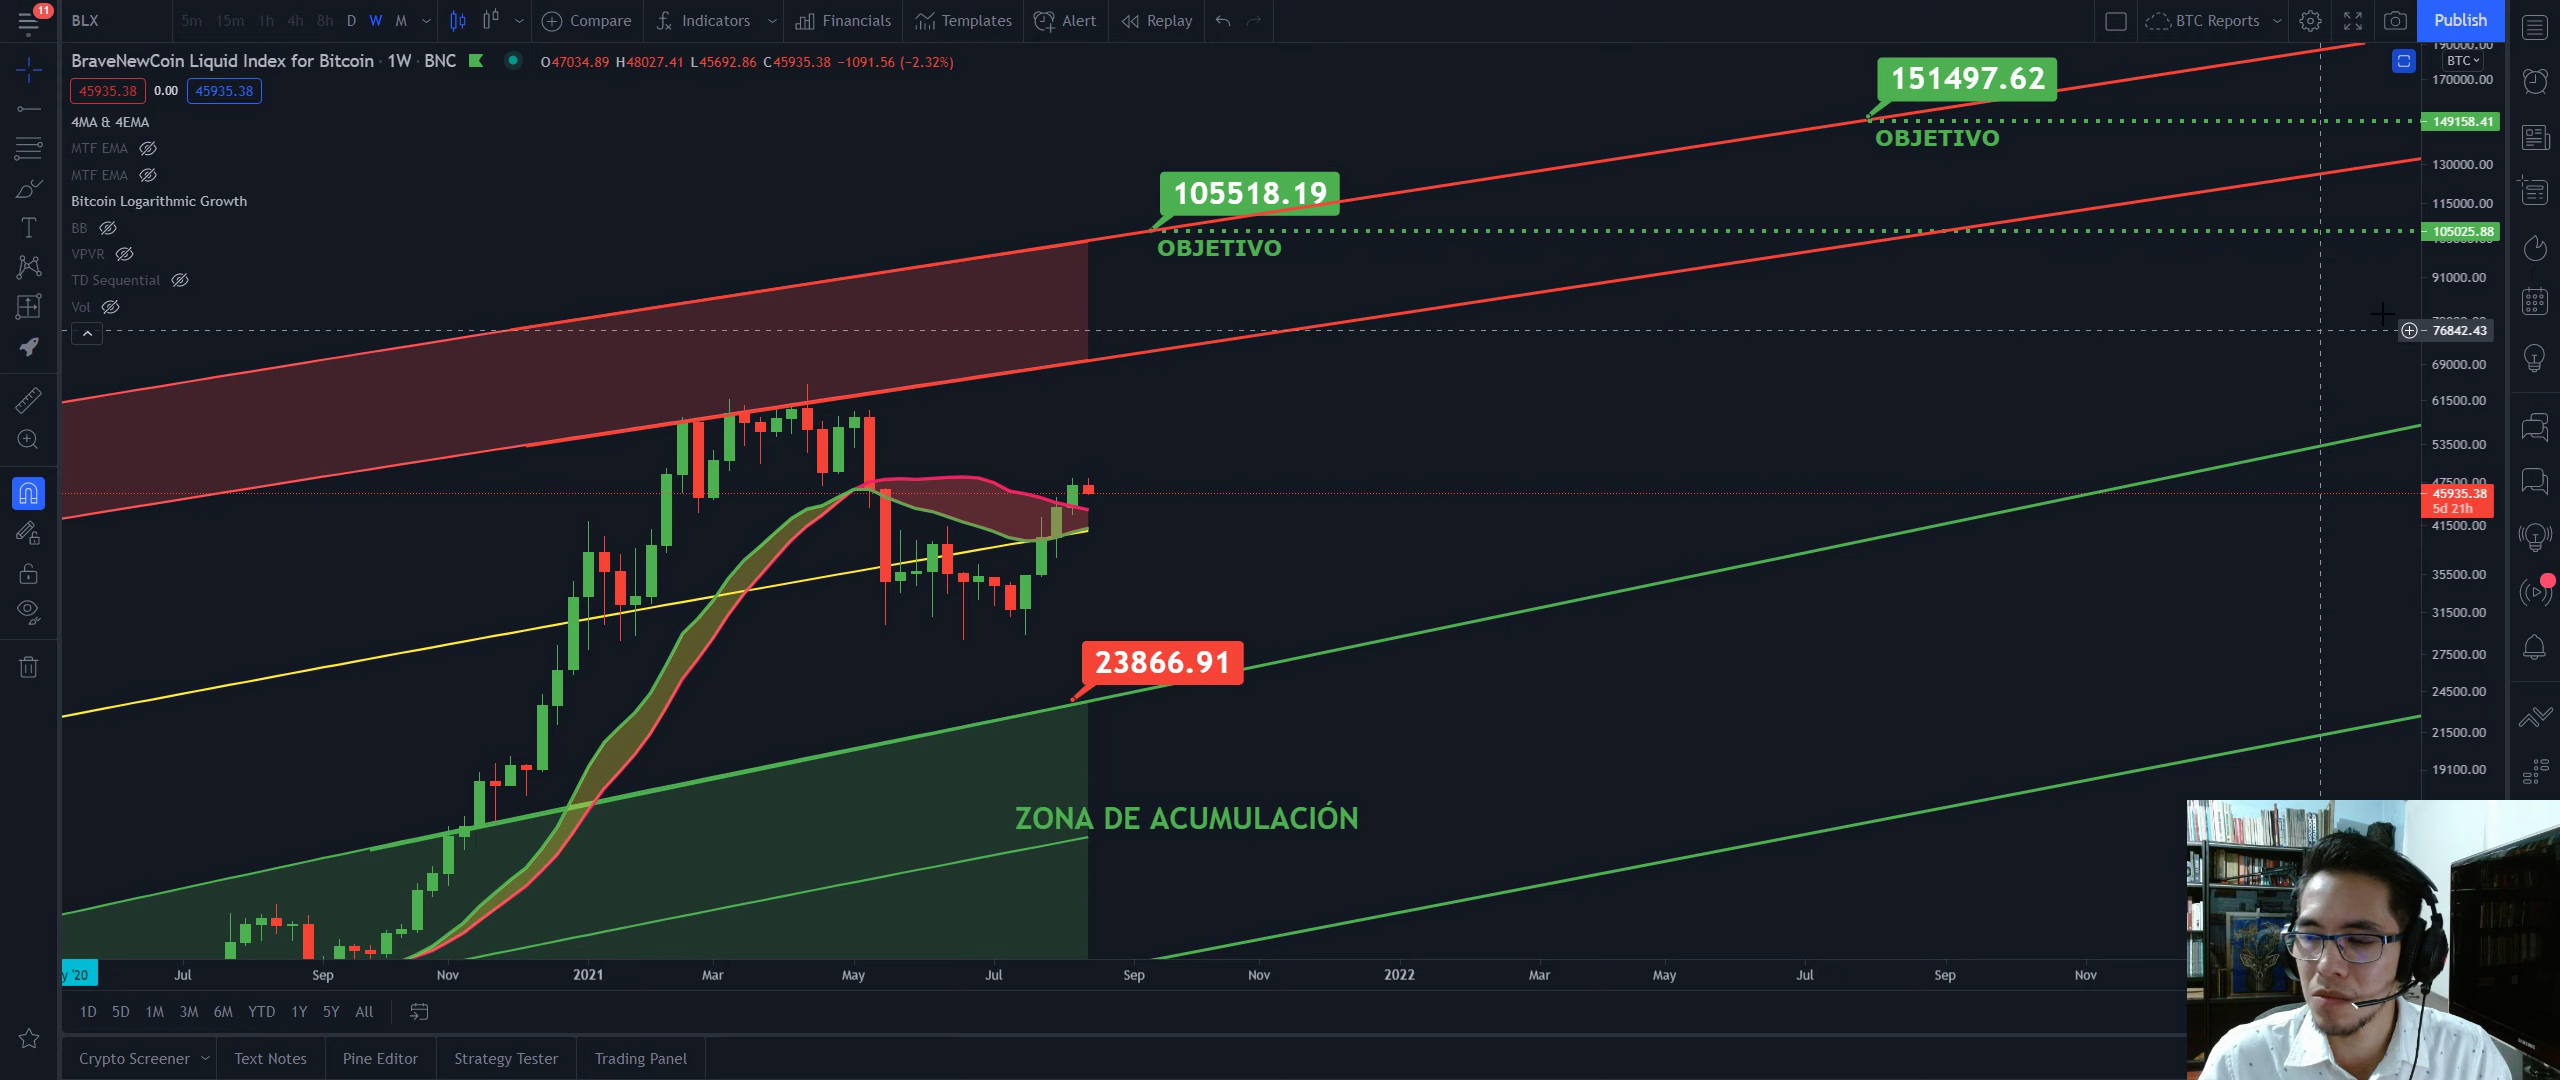 11
BLX
5m 15m 1h 4h 8h D W M
Compare
Indicators
Financials
Templates
Alert
Replay
BTC Reports
Publish
BraveNewCoin Liquid Index for Bitcoin · 1W · BNC
O47034.89 H48027.41 L45692.86 C45935.38 −1091.56 (−2.32%)
45935.38 0.00 45935.38
4MA & 4EMA
MTF EMA
MTF EMA
Bitcoin Logarithmic Growth
BB
VPVR
TD Sequential
Vol
151497.62
OBJETIVO
105518.19
OBJETIVO
23866.91
ZONA DE ACUMULACIÓN
190000.00
BTC
170000.00
149158.41
130000.00
115000.00
105025.88
91000.00
76842.43
69000.00
61500.00
53500.00
47500.00
45935.38
5d 21h
41500.00
35500.00
31500.00
27500.00
24500.00
21500.00
19100.00
y '20 Jul Sep Nov 2021 Mar May Jul Sep Nov 2022 Mar May Jul Sep Nov
1D 5D 1M 3M 6M YTD 1Y 5Y All
Crypto Screener
Text Notes
Pine Editor
Strategy Tester
Trading Panel